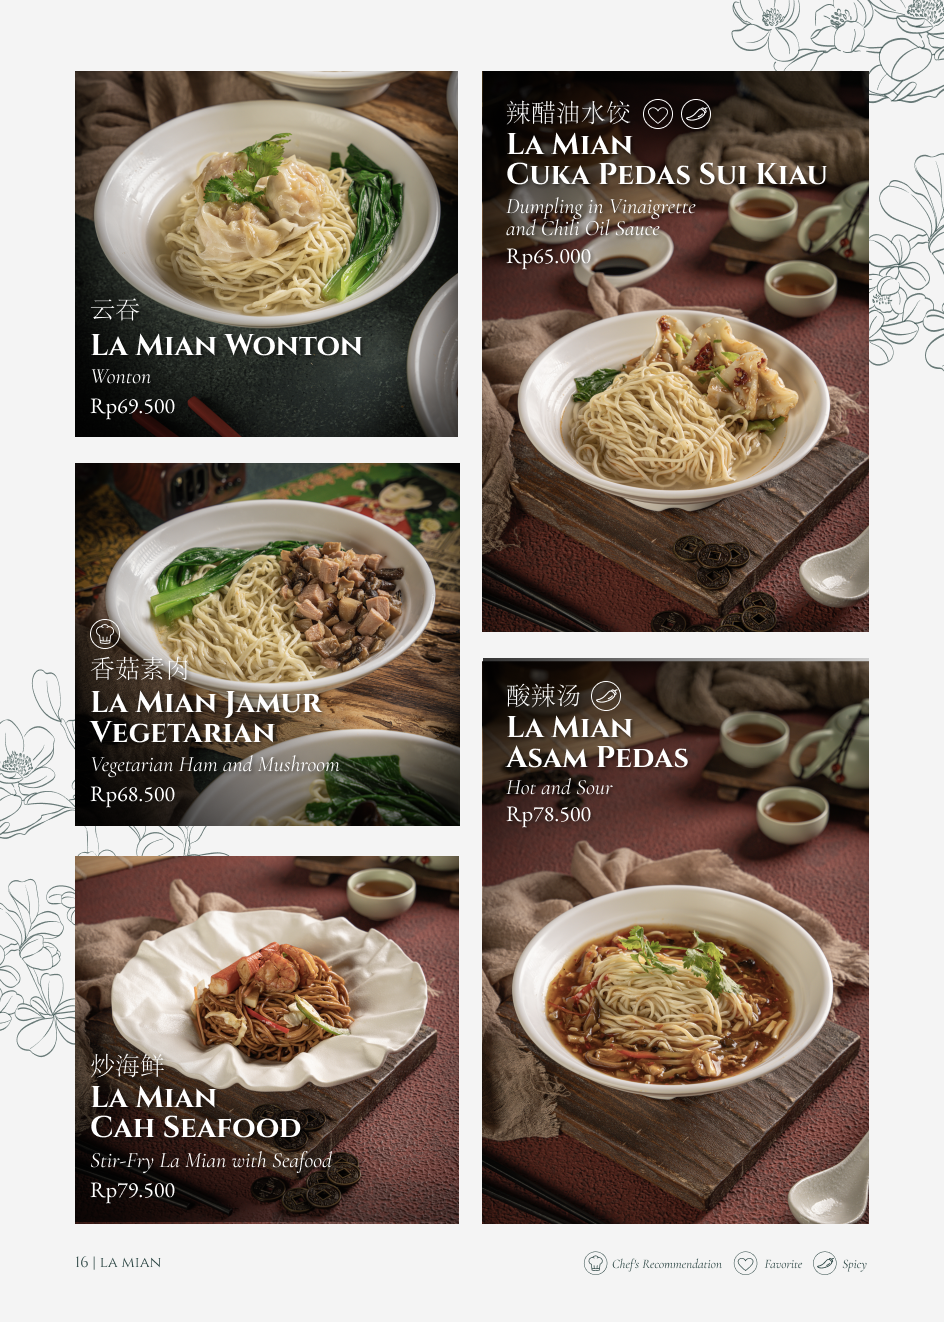 云吞
LA MIAN WONTON
Wonton
Rp69.500
香菇素肉
LA MIAN JAMUR
VEGETARIAN
Vegetarian Ham and Mushroom
Rp68.500
炒海鲜
LA MIAN
CAH SEAFOOD
Stir-Fry La Mian with Seafood
Rp79.500
辣醋油水饺
LA MIAN
CUKA PEDAS SUI KIAU
Dumpling in Vinaigrette
and Chili Oil Sauce
Rp65.000
酸辣汤
LA MIAN
ASAM PEDAS
Hot and Sour
Rp78.500
16 | LA MIAN
Chef's Recommendation Favorite Spicy